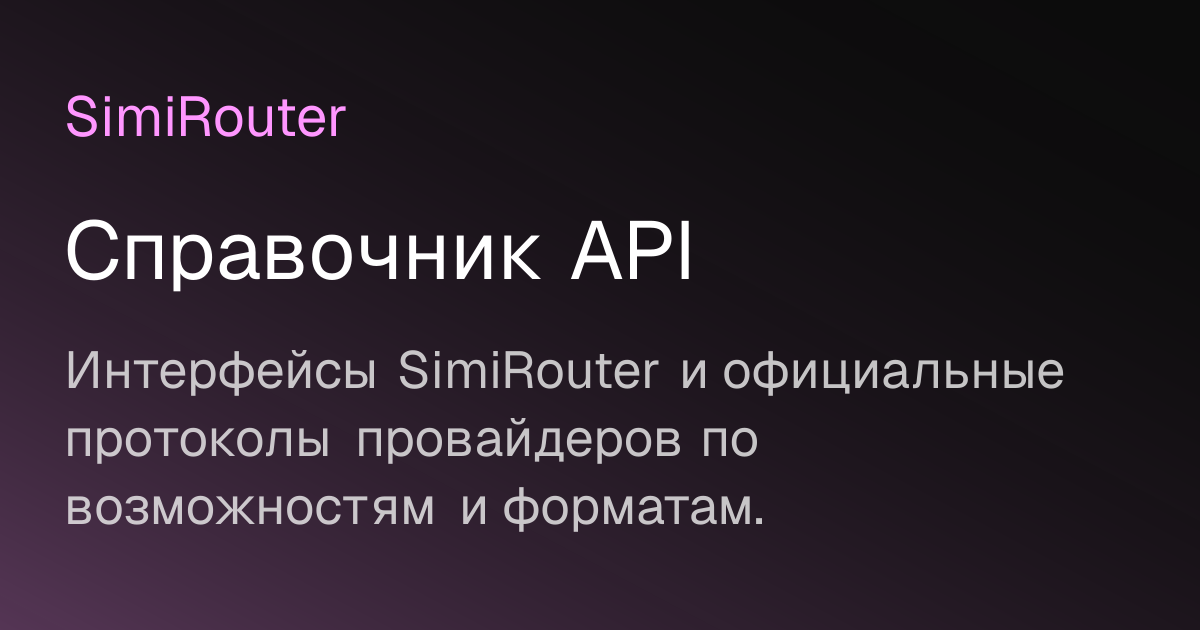 SimiRouter
Справочник API
Интерфейсы SimiRouter и официальные
протоколы провайдеров по
возможностям и форматам.